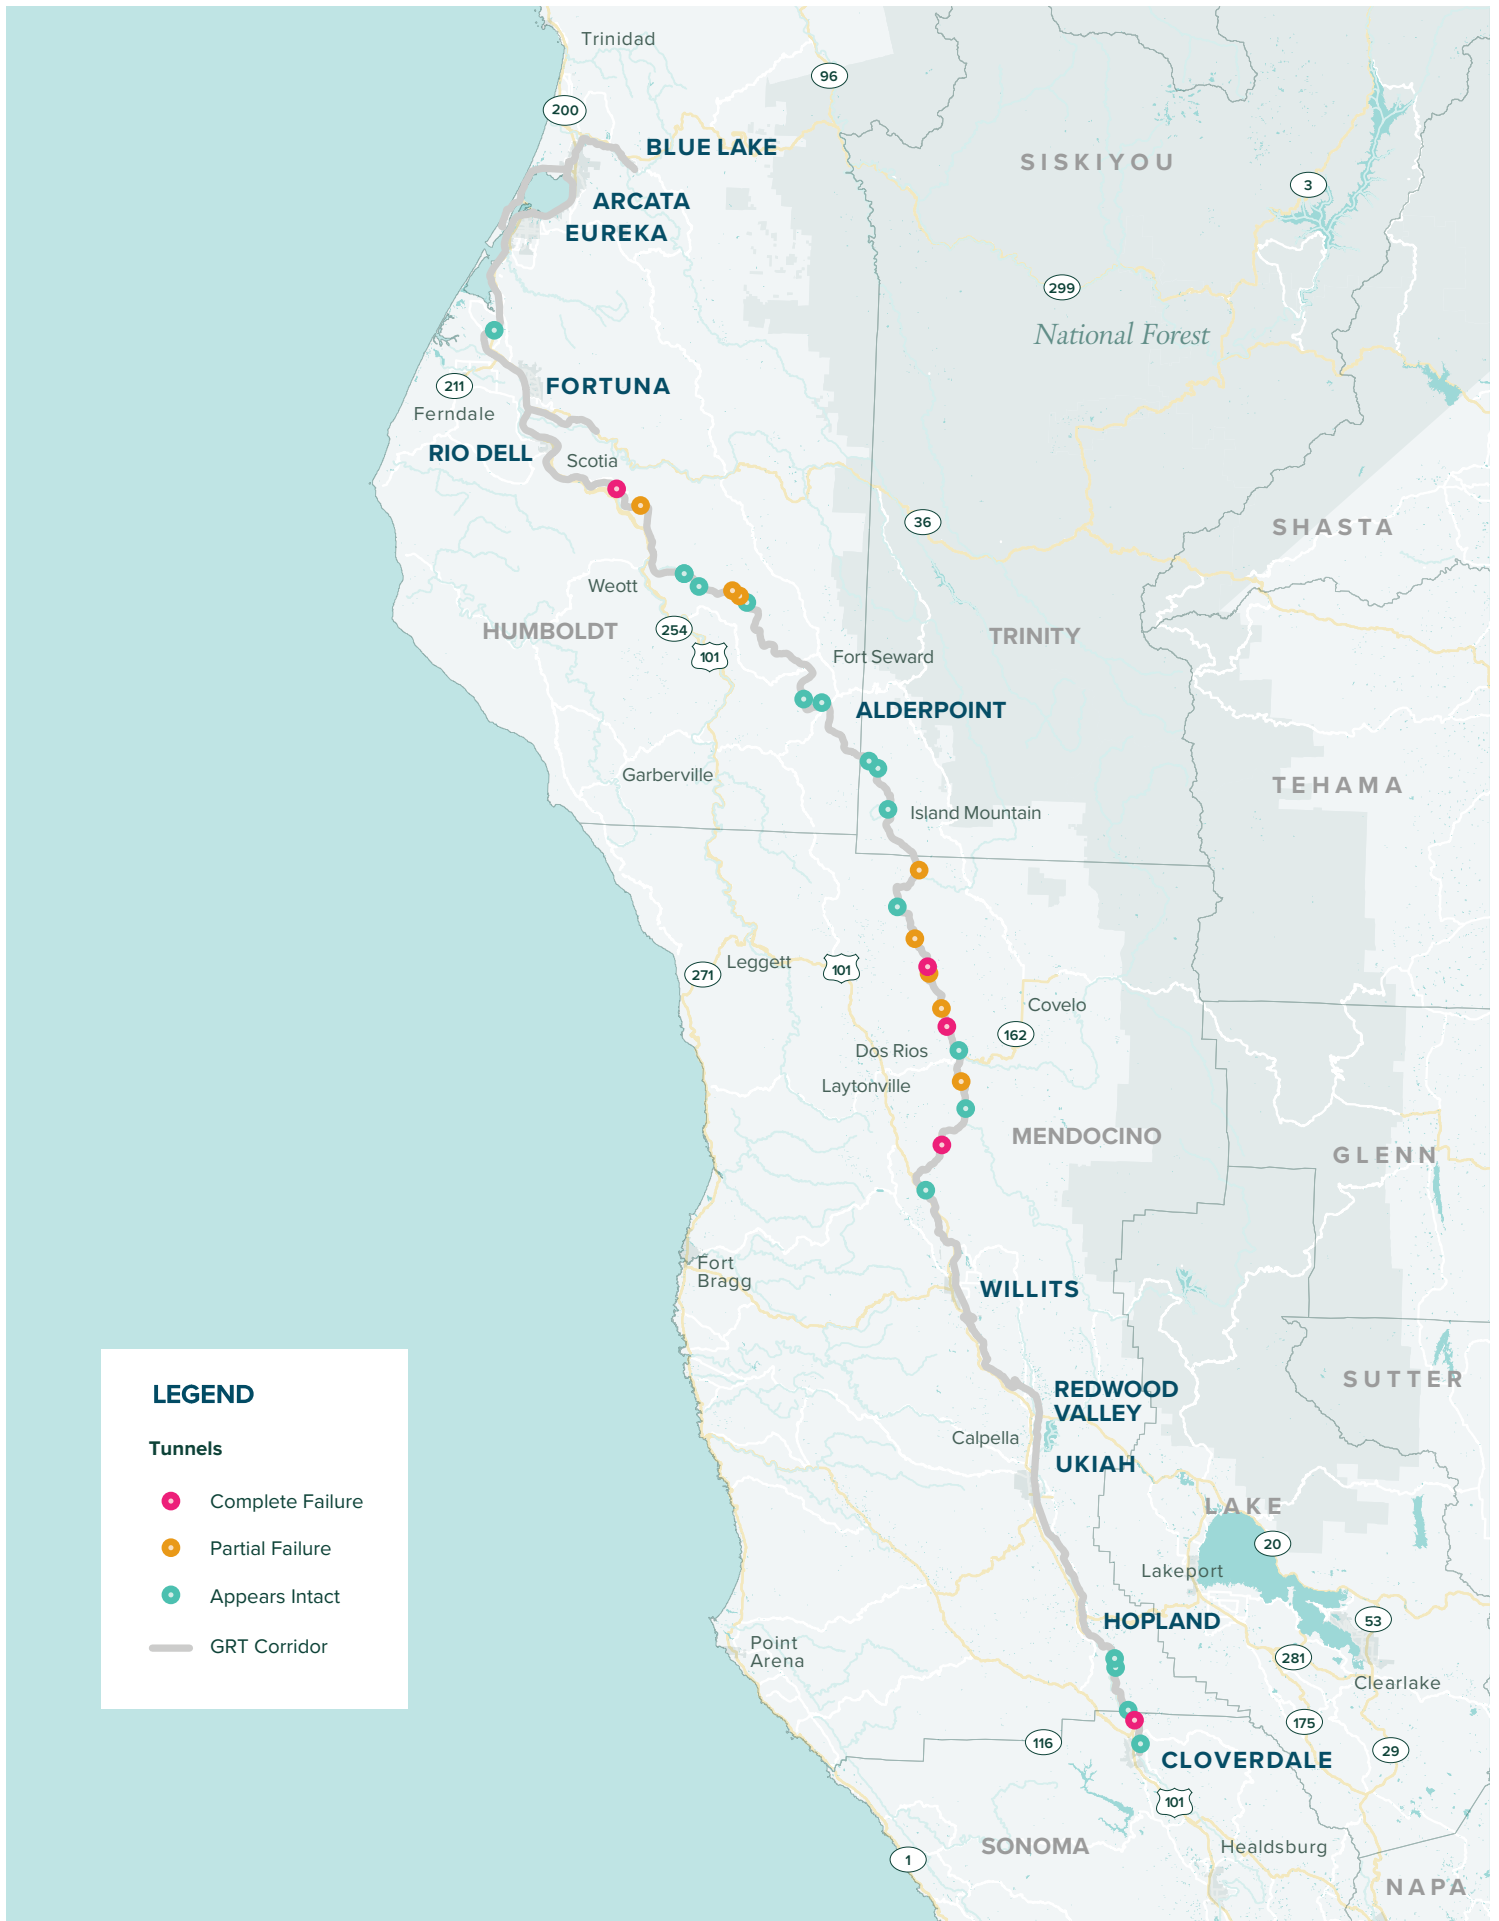 Trinidad
96
200
BLUE LAKE
SISKIYOU
3
ARCATA
EUREKA
299
National Forest
211
FORTUNA
Ferndale
RIO DELL
Scotia
36
SHASTA
Weott
HUMBOLDT
254
TRINITY
101
Fort Seward
ALDERPOINT
Garberville
TEHAMA
Island Mountain
Leggett
101
271
Covelo
162
Dos Rios
Laytonville
MENDOCINO
GLENN
Fort
Bragg
WILLITS
SUTTER
REDWOOD
VALLEY
Calpella
UKIAH
LAKE
20
Lakeport
HOPLAND
53
Point
Arena
281
Clearlake
175
116
29
CLOVERDALE
101
SONOMA
Healdsburg
1
NAPA
LEGEND
Tunnels
Complete Failure
Partial Failure
Appears Intact
GRT Corridor